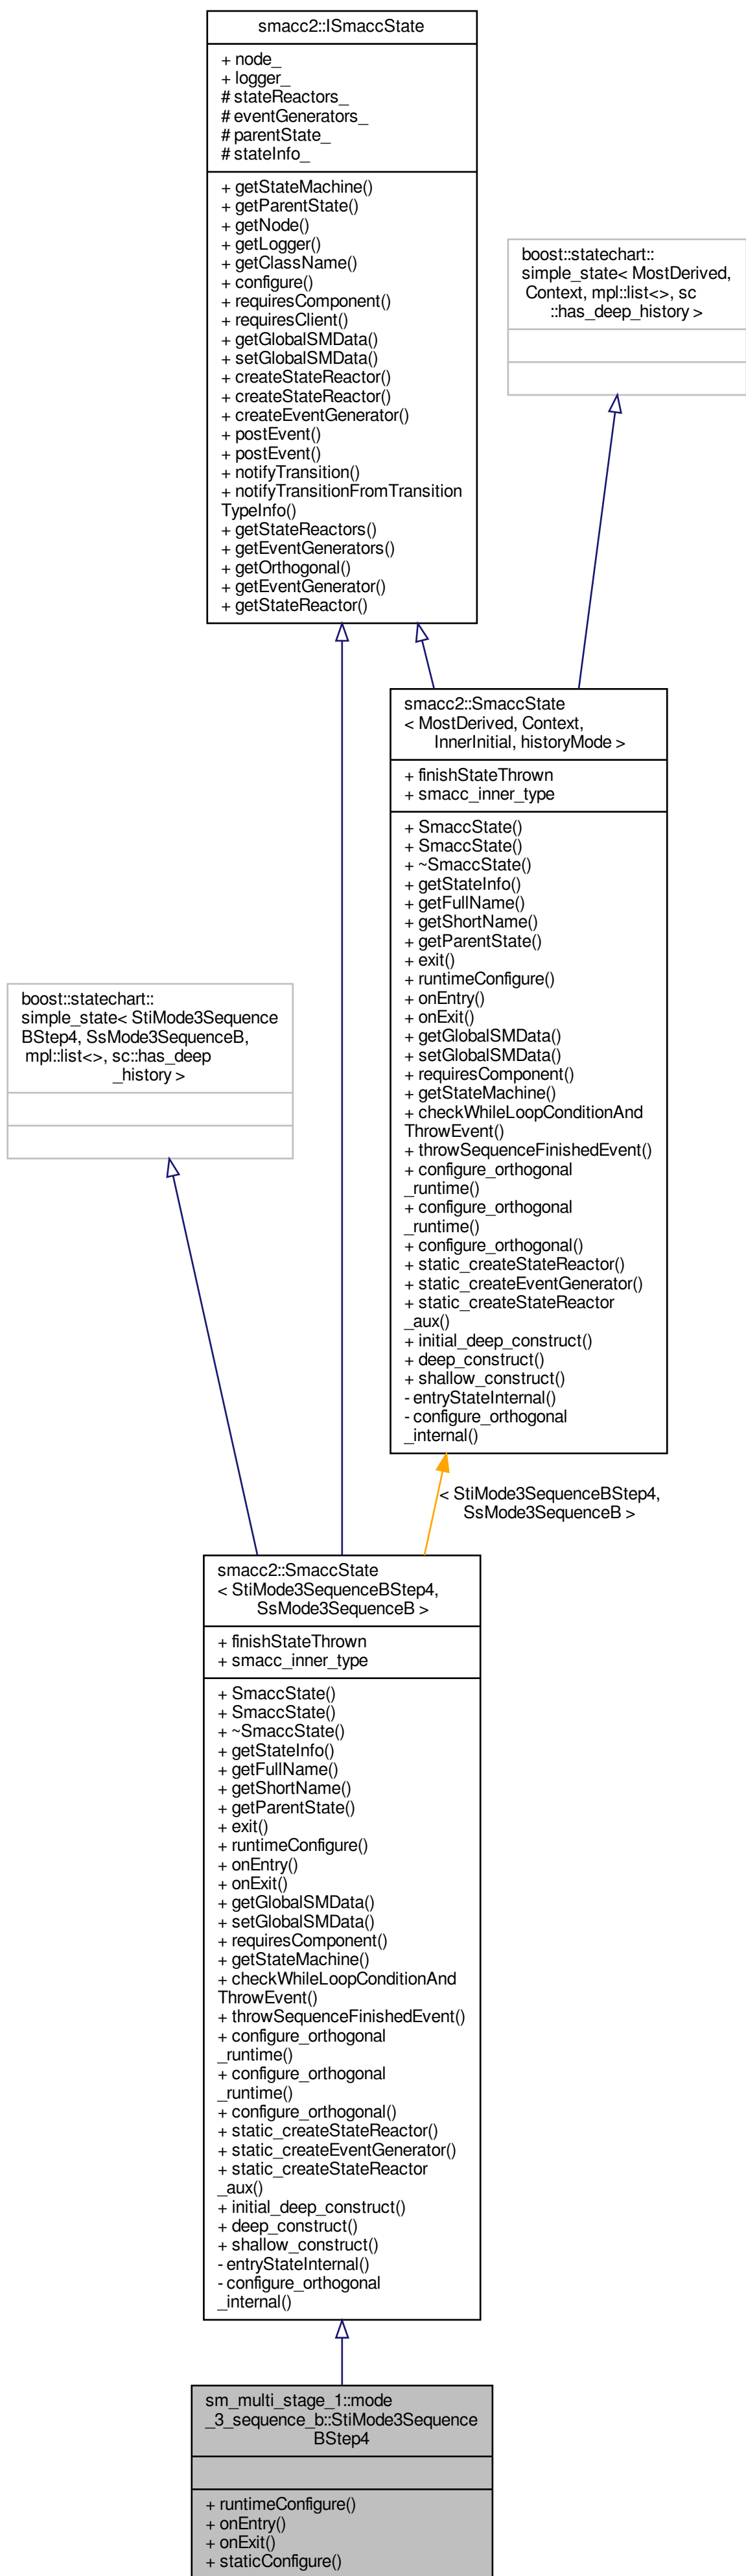 smacc2::ISmaccState
+ node_
+ logger_
# stateReactors_
# eventGenerators_
# parentState_
# stateInfo_
+ getStateMachine()
+ getParentState()
+ getNode()
+ getLogger()
+ getClassName()
+ configure()
+ requiresComponent()
+ requiresClient()
+ getGlobalSMData()
+ setGlobalSMData()
+ createStateReactor()
+ createStateReactor()
+ createEventGenerator()
+ postEvent()
+ postEvent()
+ notifyTransition()
+ notifyTransitionFromTransition
TypeInfo()
+ getStateReactors()
+ getEventGenerators()
+ getOrthogonal()
+ getEventGenerator()
+ getStateReactor()
boost::statechart::
simple_state< MostDerived,
Context, mpl::list<>, sc
::has_deep_history >
smacc2::SmaccState
< MostDerived, Context,
InnerInitial, historyMode >
+ finishStateThrown
+ smacc_inner_type
+ SmaccState()
+ SmaccState()
+ ~SmaccState()
+ getStateInfo()
+ getFullName()
+ getShortName()
+ getParentState()
+ exit()
+ runtimeConfigure()
+ onEntry()
+ onExit()
+ getGlobalSMData()
+ setGlobalSMData()
+ requiresComponent()
+ getStateMachine()
+ checkWhileLoopConditionAnd
ThrowEvent()
+ throwSequenceFinishedEvent()
+ configure_orthogonal
_runtime()
+ configure_orthogonal
_runtime()
+ configure_orthogonal()
+ static_createStateReactor()
+ static_createEventGenerator()
+ static_createStateReactor
_aux()
+ initial_deep_construct()
+ deep_construct()
+ shallow_construct()
- entryStateInternal()
- configure_orthogonal
_internal()
boost::statechart::
simple_state< StiMode3Sequence
BStep4, SsMode3SequenceB,
mpl::list<>, sc::has_deep
_history >
< StiMode3SequenceBStep4,
SsMode3SequenceB >
smacc2::SmaccState
< StiMode3SequenceBStep4,
SsMode3SequenceB >
+ finishStateThrown
+ smacc_inner_type
+ SmaccState()
+ SmaccState()
+ ~SmaccState()
+ getStateInfo()
+ getFullName()
+ getShortName()
+ getParentState()
+ exit()
+ runtimeConfigure()
+ onEntry()
+ onExit()
+ getGlobalSMData()
+ setGlobalSMData()
+ requiresComponent()
+ getStateMachine()
+ checkWhileLoopConditionAnd
ThrowEvent()
+ throwSequenceFinishedEvent()
+ configure_orthogonal
_runtime()
+ configure_orthogonal
_runtime()
+ configure_orthogonal()
+ static_createStateReactor()
+ static_createEventGenerator()
+ static_createStateReactor
_aux()
+ initial_deep_construct()
+ deep_construct()
+ shallow_construct()
- entryStateInternal()
- configure_orthogonal
_internal()
sm_multi_stage_1::mode
_3_sequence_b::StiMode3Sequence
BStep4
+ runtimeConfigure()
+ onEntry()
+ onExit()
+ staticConfigure()